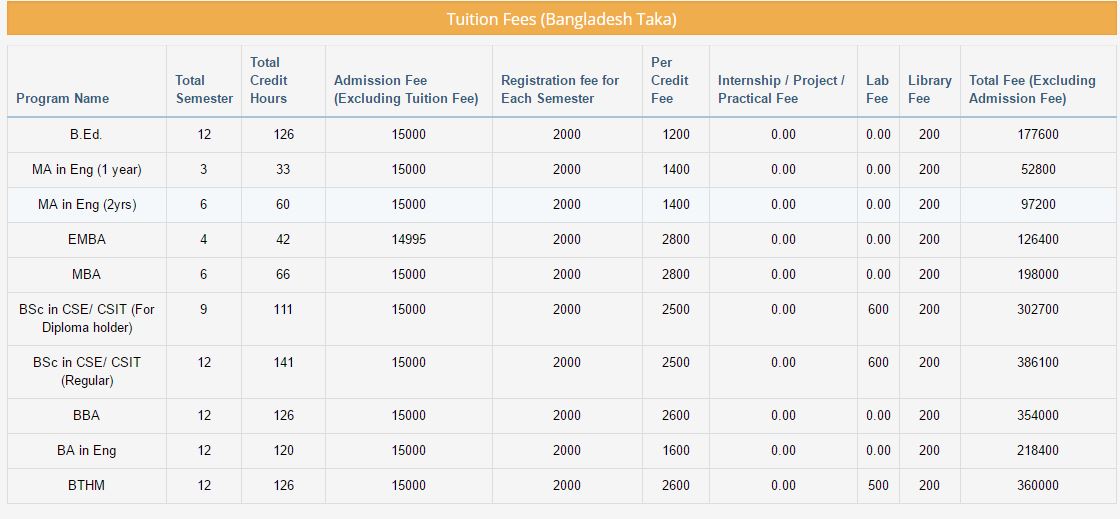 Tuition Fees (Bangladesh Taka)
Program Name Total Semester Total Credit Hours Admission Fee (Excluding Tuition Fee) Registration fee for Each Semester Per Credit Fee Internship / Project / Practical Fee Lab Fee Library Fee Total Fee (Excluding Admission Fee)
B.Ed. 12 126 15000 2000 1200 0.00 0.00 200 177600
MA in Eng (1 year) 3 33 15000 2000 1400 0.00 0.00 200 52800
MA in Eng (2yrs) 6 60 15000 2000 1400 0.00 0.00 200 97200
EMBA 4 42 14995 2000 2800 0.00 0.00 200 126400
MBA 6 66 15000 2000 2800 0.00 0.00 200 198000
BSc in CSE/ CSIT (For Diploma holder) 9 111 15000 2000 2500 0.00 600 200 302700
BSc in CSE/ CSIT (Regular) 12 141 15000 2000 2500 0.00 600 200 386100
BBA 12 126 15000 2000 2600 0.00 0.00 200 354000
BA in Eng 12 120 15000 2000 1600 0.00 0.00 200 218400
BTHM 12 126 15000 2000 2600 0.00 500 200 360000